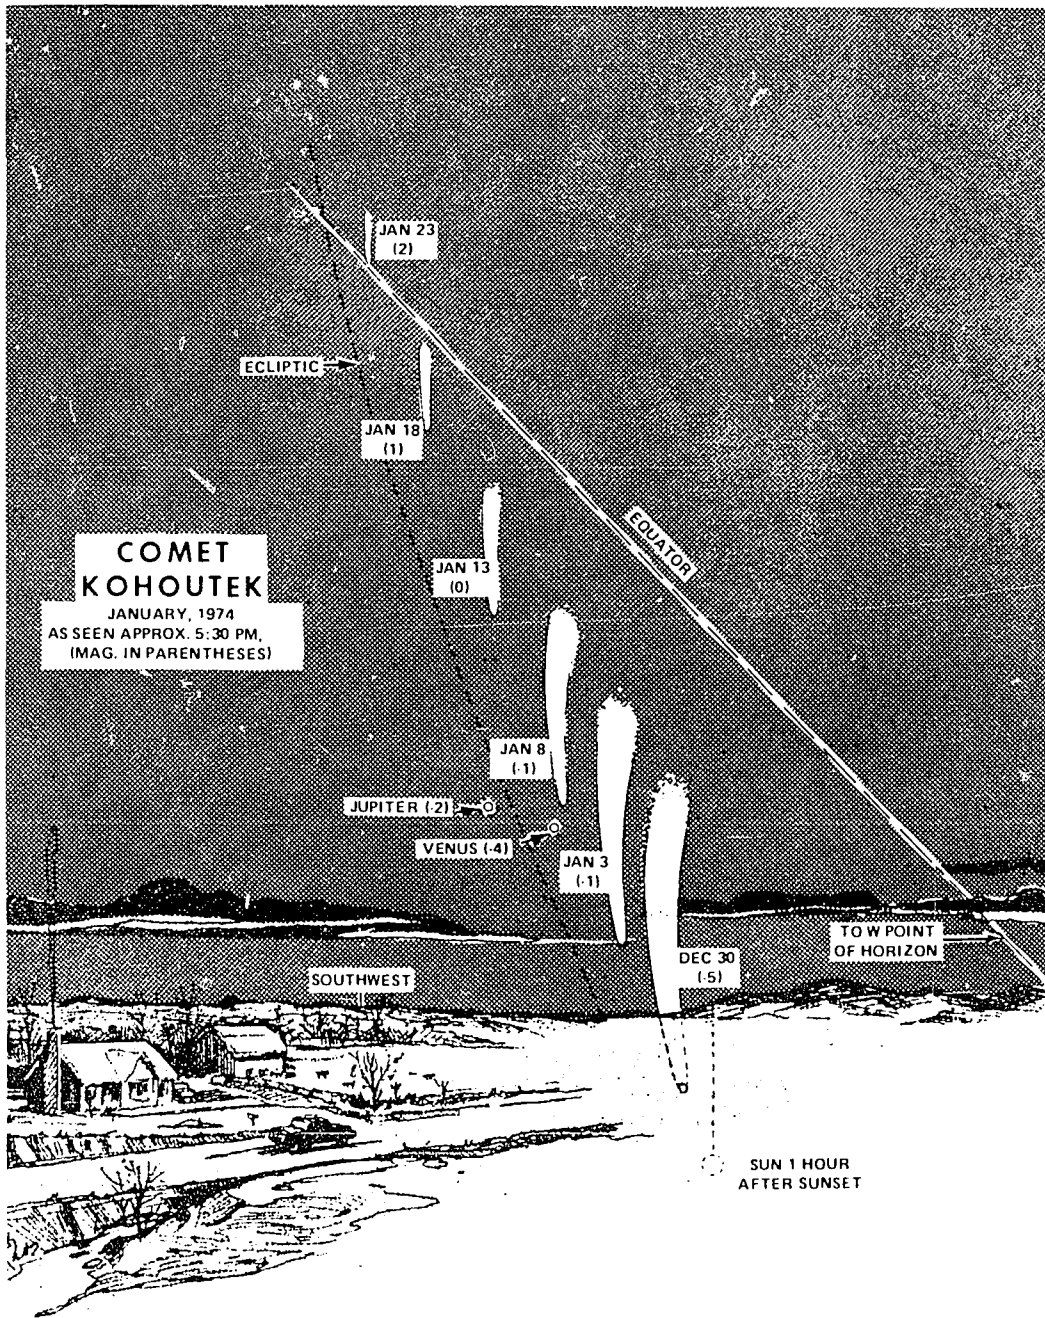 JAN 23
(2)
ECLIPTIC
JAN 18
(1)
EQUATOR
COMET
KOHOUTEK
JANUARY, 1974
AS SEEN APPROX. 5:30 PM,
(MAG. IN PARENTHESES)
JAN 13
(0)
JAN 8
(-1)
JUPITER (-2)
VENUS (-4)
JAN 3
(-1)
TO W POINT
OF HORIZON
DEC 30
(-5)
SOUTHWEST
SUN 1 HOUR
AFTER SUNSET